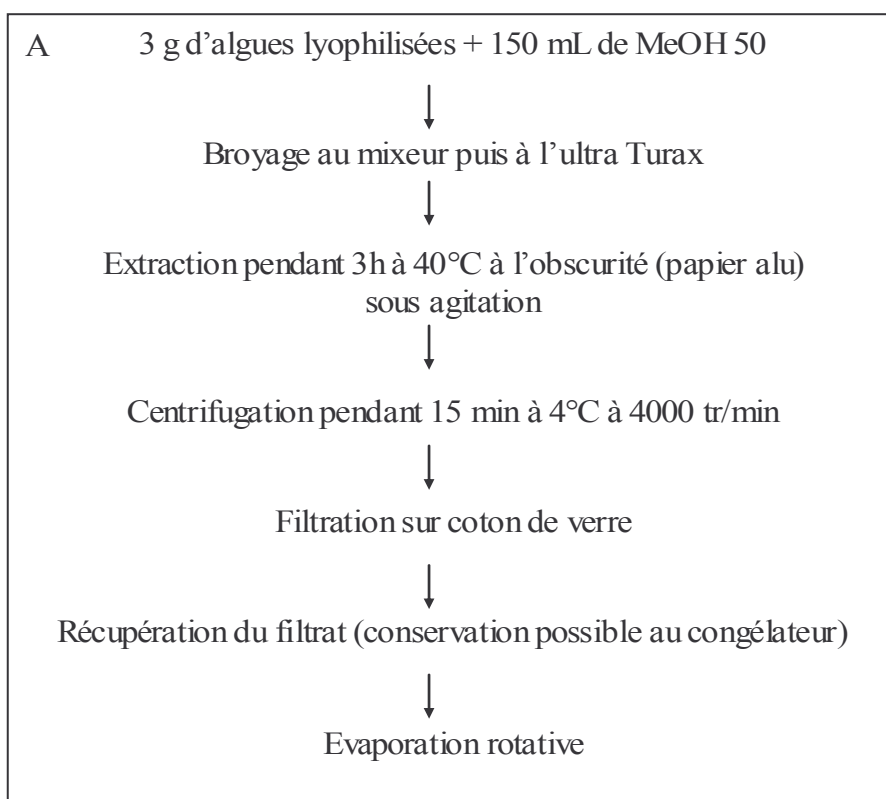 A 3 g d'algues lyophilisées + 150 mL de MeOH 50
Broyage au mixeur puis à l'ultra Turax
Extraction pendant 3h à 40°C à l'obscurité (papier alu)
sous agitation
Centrifugation pendant 15 min à 4°C à 4000 tr/min
Filtration sur coton de verre
Récupération du filtrat (conservation possible au congélateur)
Evaporation rotative